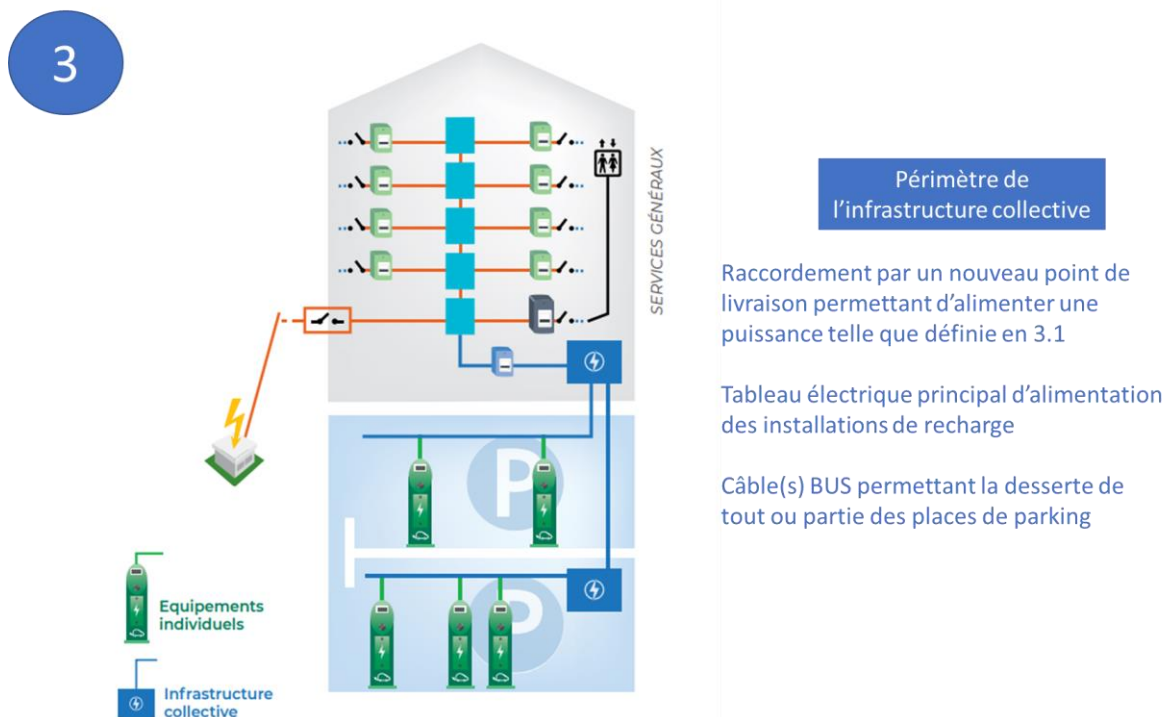 3
SERVICES GÉNÉRAUX
Périmètre de
l'infrastructure collective
Raccordement par un nouveau point de
livraison permettant d'alimenter une
puissance telle que définie en 3.1
Tableau électrique principal d'alimentation
des installations de recharge
Câble(s) BUS permettant la desserte de
tout ou partie des places de parking
P
P
Equipements
individuels
Infrastructure
collective